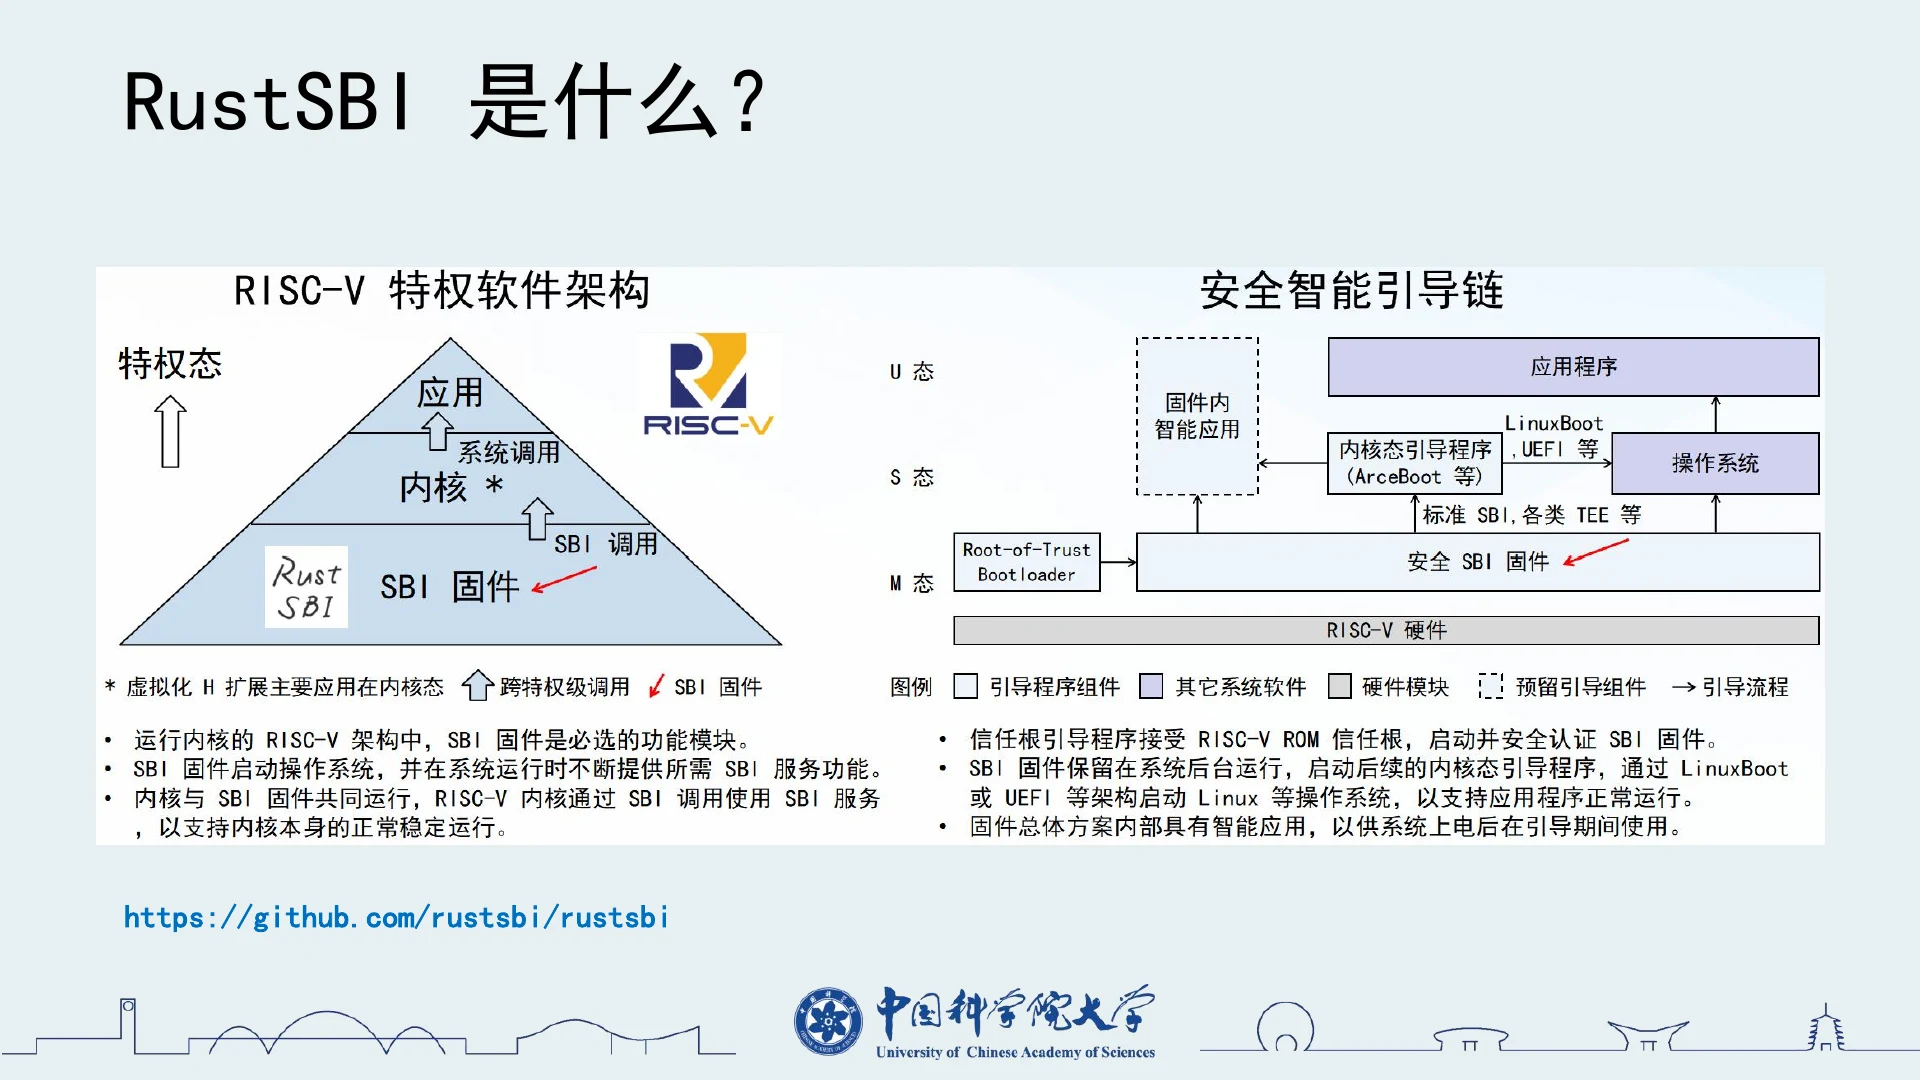 RustSBI 是什么?
RISC-V 特权软件架构
特权态
应用
系统调用
内核 *
SBI 调用
Rust
SBI
SBI 固件
RISC-V
* 虚拟化 H 扩展主要应用在内核态
跨特权级调用
SBI 固件
• 运行内核的 RISC-V 架构中，SBI 固件是必选的功能模块。
• SBI 固件启动操作系统，并在系统运行时不断提供所需 SBI 服务功能。
• 内核与 SBI 固件共同运行，RISC-V 内核通过 SBI 调用使用 SBI 服务
，以支持内核本身的正常稳定运行。
安全智能引导链
U 态
S 态
M 态
固件内
智能应用
应用程序
LinuxBoot
,UEFI 等
内核态引导程序
(ArceBoot 等)
操作系统
标准 SBI,各类 TEE 等
Root-of-Trust
Bootloader
安全 SBI 固件
RISC-V 硬件
图例
引导程序组件
其它系统软件
硬件模块
预留引导组件
引导流程
• 信任根引导程序接受 RISC-V ROM 信任根，启动并安全认证 SBI 固件。
• SBI 固件保留在系统后台运行，启动后续的内核态引导程序，通过 LinuxBoot
或 UEFI 等架构启动 Linux 等操作系统，以支持应用程序正常运行。
• 固件总体方案内部具有智能应用，以供系统上电后在引导期间使用。
https://github.com/rustsbi/rustsbi
中国科学院大学
University of Chinese Academy of Sciences